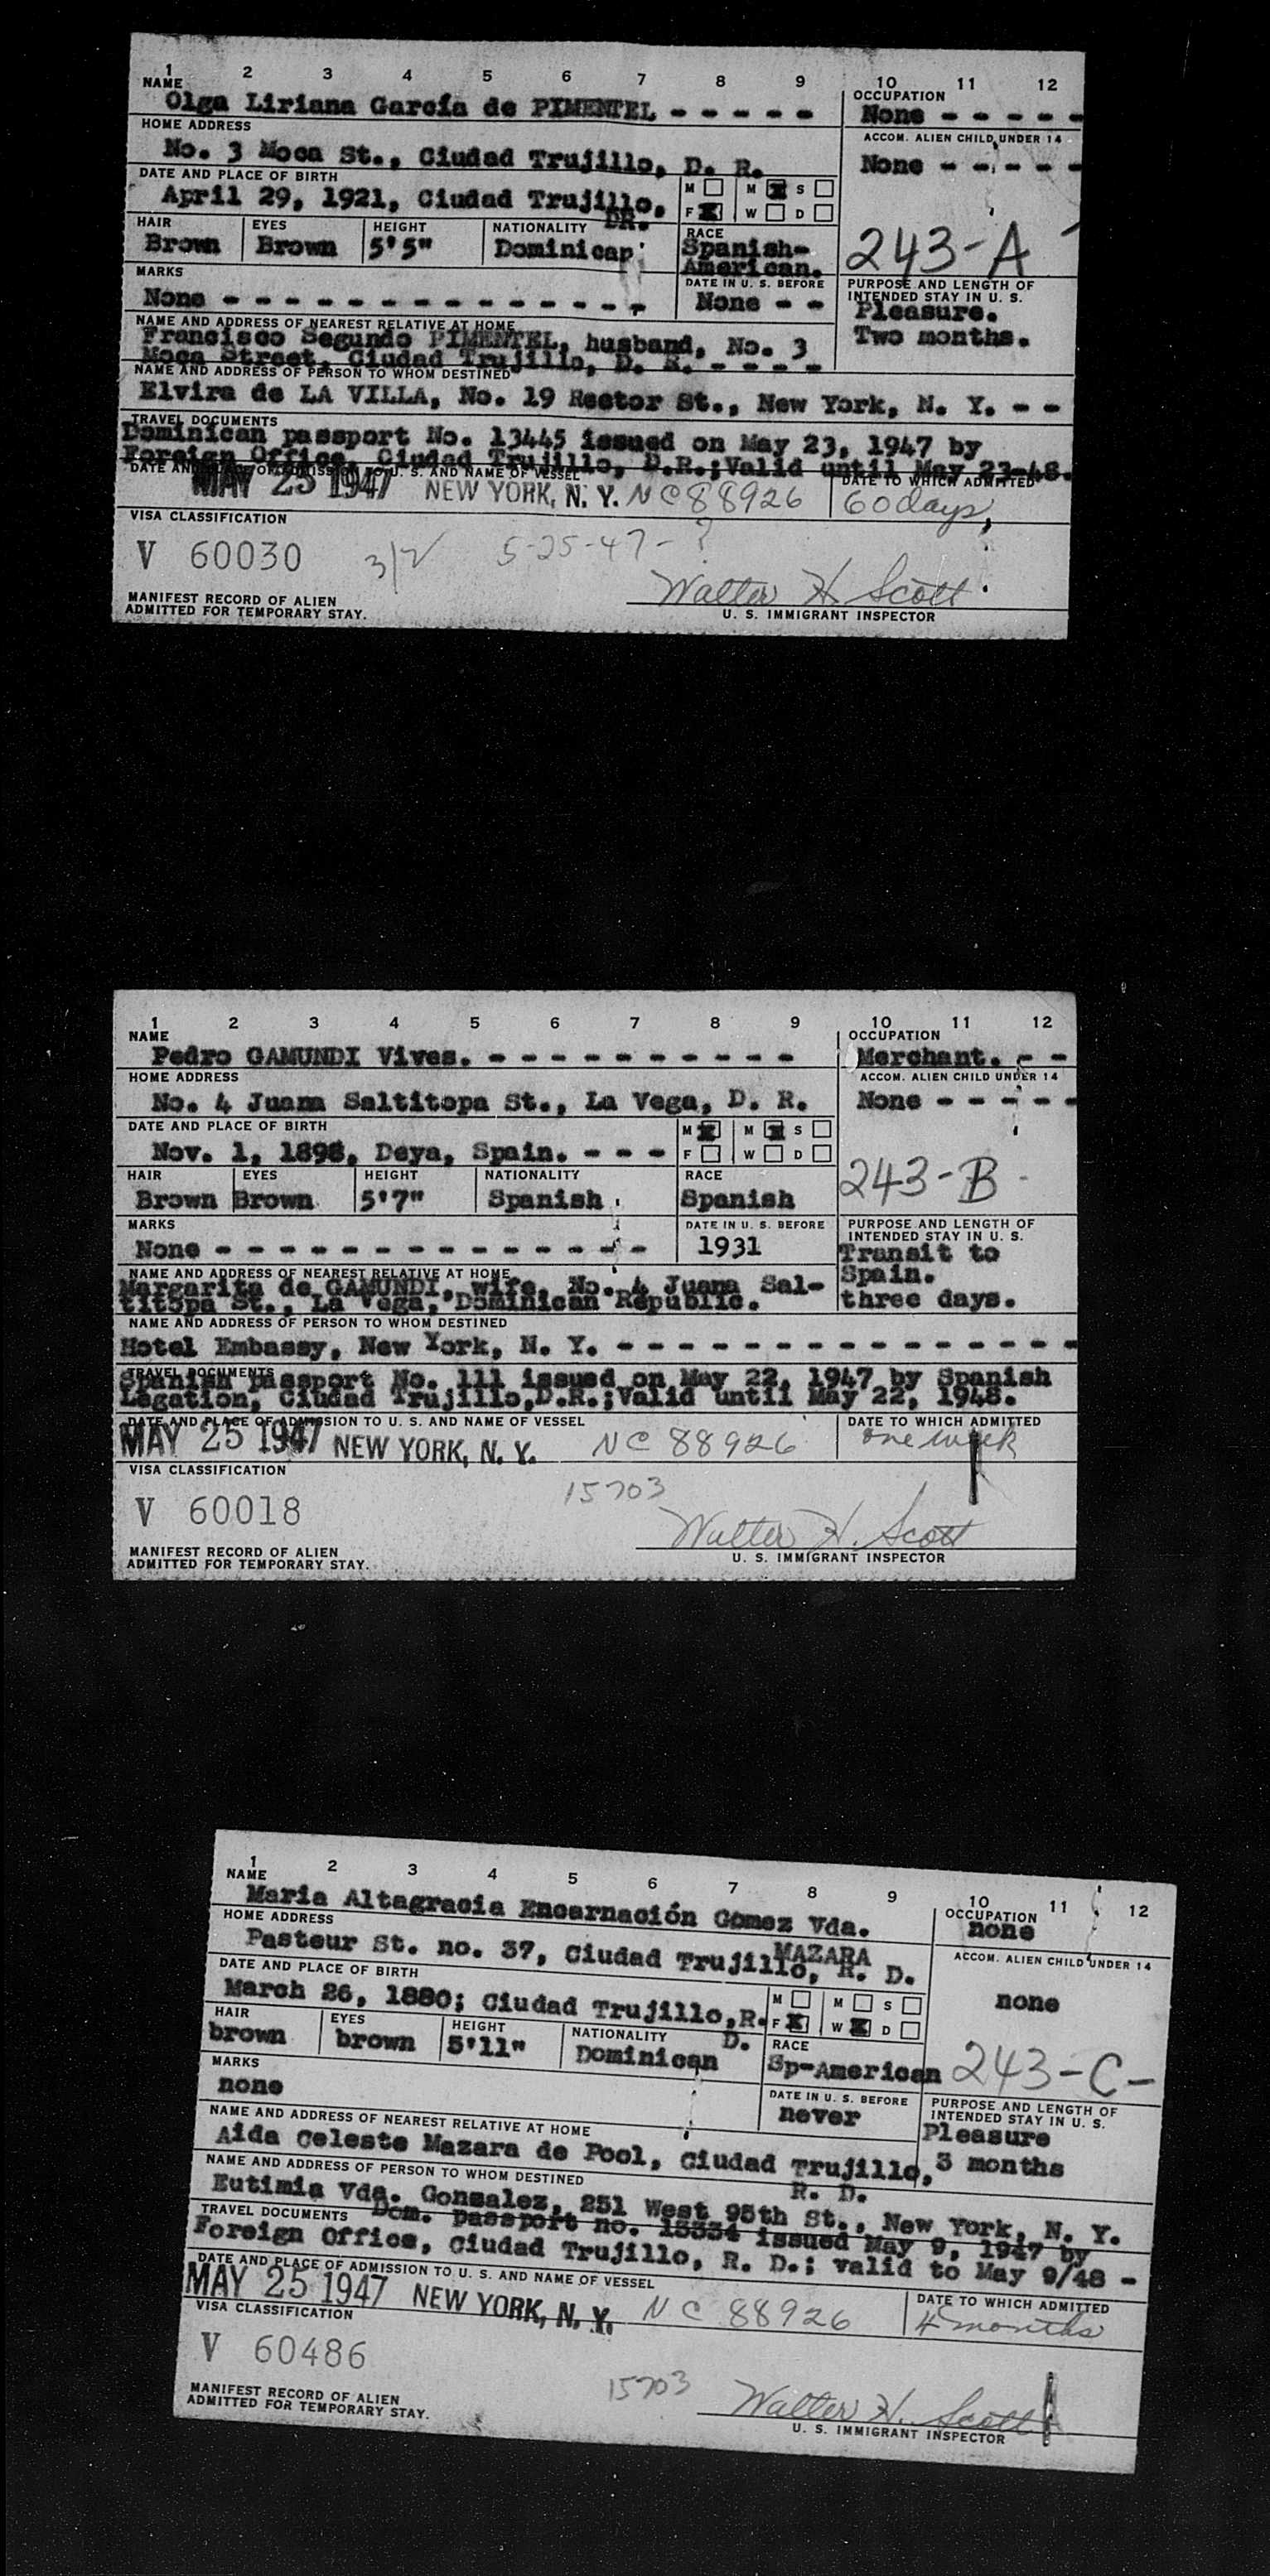 1 2 3 4 5 6 7 8 9 10 11 12
NAME
Olga Liriana García de PIMENTEL - - - - -
OCCUPATION
None - - - - -
HOME ADDRESS
No. 3 Moca St., Ciudad Trujillo, D. R.
ACCOM. ALIEN CHILD UNDER 14
None - - - - -
DATE AND PLACE OF BIRTH
April 29, 1921, Ciudad Trujillo,
DR.
M M X S
F X W D
243-A
HAIR EYES HEIGHT NATIONALITY RACE
Brown Brown 5'5" Dominican Spanish-
American.
MARKS
None - - - - - - - - - - - - - -
DATE IN U. S. BEFORE
None - -
PURPOSE AND LENGTH OF
INTENDED STAY IN U. S.
Pleasure.
Two months.
NAME AND ADDRESS OF NEAREST RELATIVE AT HOME
Francisco Segundo PIMENTEL, husband, No. 3
Moca Street, Ciudad Trujillo, D. R. - - - -
NAME AND ADDRESS OF PERSON TO WHOM DESTINED
Elvira de LA VILLA, No. 19 Rector St., New York, N. Y. - -
TRAVEL DOCUMENTS
Dominican passport No. 13445 issued on May 23, 1947 by
Foreign Office, Ciudad Trujillo, D.R.;Valid until May 23-48.
DATE AND PLACE OF ADMISSION TO U. S. AND NAME OF VESSEL
MAY 25 1947 NEW YORK, N. Y. NC 88926
DATE TO WHICH ADMITTED
60 days,
VISA CLASSIFICATION
V 60030 3/2 5-25-47-?
Walter H. Scott
MANIFEST RECORD OF ALIEN
ADMITTED FOR TEMPORARY STAY.
U. S. IMMIGRANT INSPECTOR
1 2 3 4 5 6 7 8 9 10 11 12
NAME
Pedro GAMUNDI Vives. - - - - - - - - - - -
OCCUPATION
Merchant. - -
HOME ADDRESS
No. 4 Juana Saltitopa St., La Vega, D. R.
ACCOM. ALIEN CHILD UNDER 14
None - - - - -
DATE AND PLACE OF BIRTH
Nov. 1, 1898, Deya, Spain. - - -
M X M X S
F W D
243-B
HAIR EYES HEIGHT NATIONALITY RACE
Brown Brown 5'7" Spanish Spanish
MARKS
None - - - - - - - - - - - - - -
DATE IN U. S. BEFORE
1931
PURPOSE AND LENGTH OF
INTENDED STAY IN U. S.
Transit to
Spain.
three days.
NAME AND ADDRESS OF NEAREST RELATIVE AT HOME
Margarita de GAMUNDI, wife, No. 4 Juana Sal-
titopa St., La Vega, Dominican Republic.
NAME AND ADDRESS OF PERSON TO WHOM DESTINED
Hotel Embassy, New York, N. Y. - - - - - - - - - - - - - - -
TRAVEL DOCUMENTS
Spanish passport No. 111 issued on May 22, 1947 by Spanish
Legation, Ciudad Trujillo,D.R.;Valid until May 22, 1948.
DATE AND PLACE OF ADMISSION TO U. S. AND NAME OF VESSEL
MAY 25 1947 NEW YORK, N. Y. NC 88926
DATE TO WHICH ADMITTED
one week
VISA CLASSIFICATION
V 60018 15703
Walter H. Scott
MANIFEST RECORD OF ALIEN
ADMITTED FOR TEMPORARY STAY.
U. S. IMMIGRANT INSPECTOR
1 2 3 4 5 6 7 8 9 10 11 12
NAME
Maria Altagracia Encarnación Gomez Vda.
MAZARA
OCCUPATION
none
HOME ADDRESS
Pasteur St. no. 37, Ciudad Trujillo, R. D.
ACCOM. ALIEN CHILD UNDER 14
none
DATE AND PLACE OF BIRTH
March 26, 1880; Ciudad Trujillo,R.
D.
M M S
F X W X D
243-C-
HAIR EYES HEIGHT NATIONALITY RACE
brown brown 5'11" Dominican Sp-American
MARKS
none
DATE IN U. S. BEFORE
never
PURPOSE AND LENGTH OF
INTENDED STAY IN U. S.
Pleasure
3 months
NAME AND ADDRESS OF NEAREST RELATIVE AT HOME
Aida Celeste Mazara de Pool, Ciudad Trujillo,
R. D.
NAME AND ADDRESS OF PERSON TO WHOM DESTINED
Eutimia Vda. Gonzalez, 251 West 95th St., New York, N. Y.
TRAVEL DOCUMENTS
Dom. passport no. 13334 issued May 9, 1947 by
Foreign Office, Ciudad Trujillo, R. D.; valid to May 9/48 -
DATE AND PLACE OF ADMISSION TO U. S. AND NAME OF VESSEL
MAY 25 1947 NEW YORK, N. Y. NC 88926
DATE TO WHICH ADMITTED
4 months
VISA CLASSIFICATION
V 60486 15703
Walter H. Scott
MANIFEST RECORD OF ALIEN
ADMITTED FOR TEMPORARY STAY.
U. S. IMMIGRANT INSPECTOR